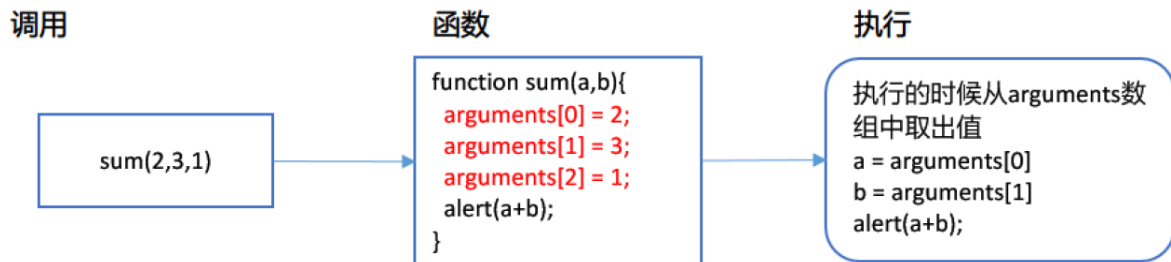 调用
函数
执行
sum(2,3,1)
function sum(a,b){
arguments[0] = 2;
arguments[1] = 3;
arguments[2] = 1;
alert(a+b);
}
执行的时候从arguments数
组中取出值
a = arguments[0]
b = arguments[1]
alert(a+b);